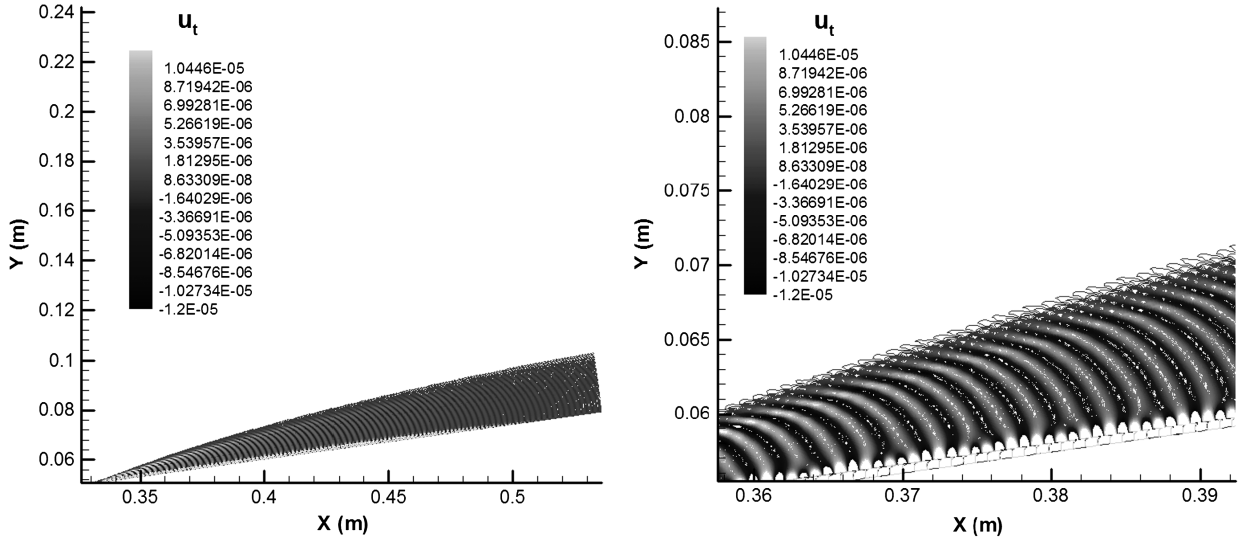 0.24
0.22
0.2
0.18
0.16
0.14
0.12
0.1
0.08
0.06
Y (m)
ut
1.0446E-05
8.71942E-06
6.99281E-06
5.26619E-06
3.53957E-06
1.81295E-06
8.63309E-08
-1.64029E-06
-3.36691E-06
-5.09353E-06
-6.82014E-06
-8.54676E-06
-1.02734E-05
-1.2E-05
0.35
0.4
0.45
0.5
X (m)
0.085
0.08
0.075
0.07
0.065
0.06
Y (m)
ut
1.0446E-05
8.71942E-06
6.99281E-06
5.26619E-06
3.53957E-06
1.81295E-06
8.63309E-08
-1.64029E-06
-3.36691E-06
-5.09353E-06
-6.82014E-06
-8.54676E-06
-1.02734E-05
-1.2E-05
0.36
0.37
0.38
0.39
X (m)